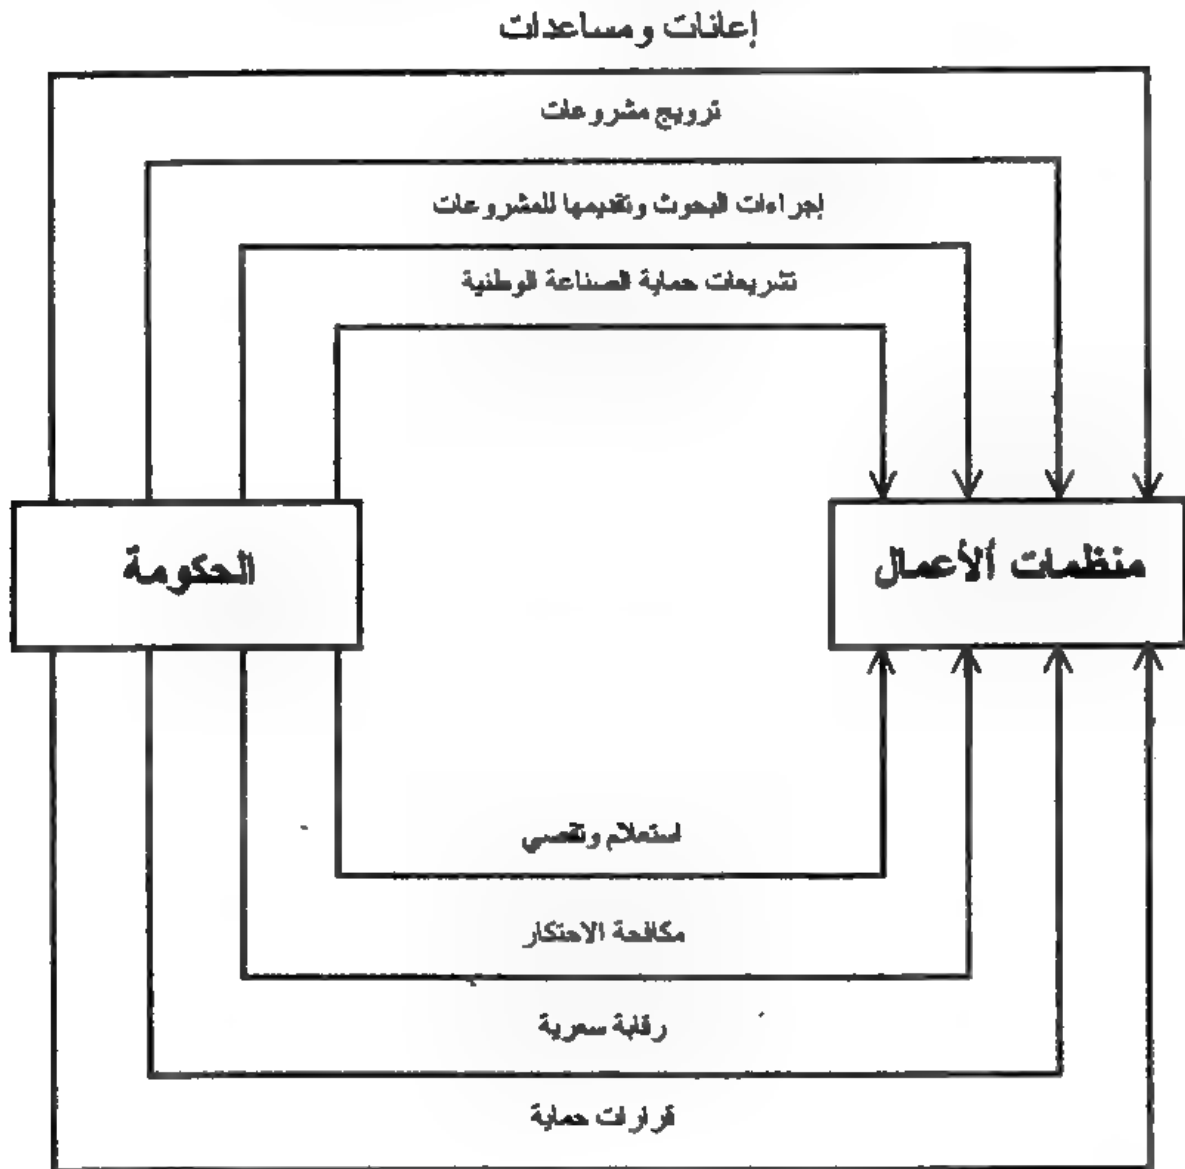 إعانات ومساعدات
ترويج مشروعات
إجراءات البحوث وتقديمها للمشروعات
تشريعات حماية الصناعة الوطنية
منظمات ألأعمال
الحكومة
استعلام وتقصي
مكافحة الاحتكار
رقابة سعرية
قرارات حماية